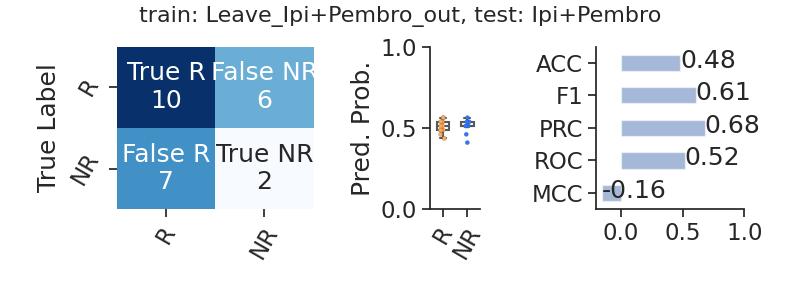 train: Leave_Ipi+Pembro_out, test: Ipi+Pembro
True Label
R
NR
True R
10
False NR
6
False R
7
True NR
2
R
NR
Pred. Prob.
1.0
0.5
0.0
R
NR
ACC
0.48
F1
0.61
PRC
0.68
ROC
0.52
MCC
-0.16
0.0
0.5
1.0